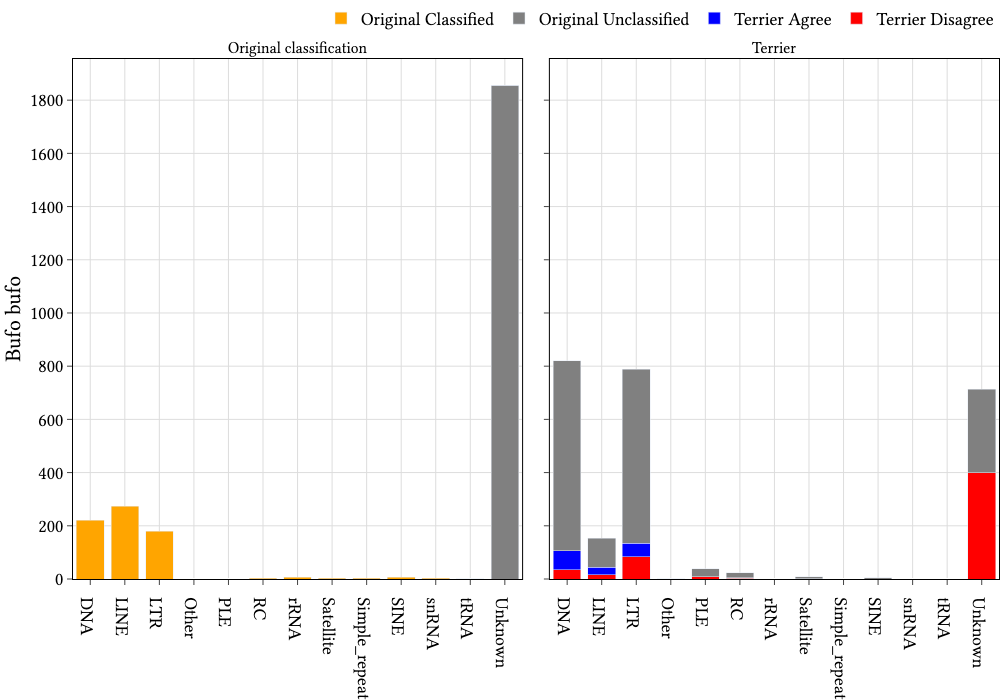 Original Classified Original Unclassified Terrier Agree Terrier Disagree
Original classification Terrier
Bufo bufo
1800
1600
1400
1200
1000
800
600
400
200
0
DNA LINE LTR Other PLE RC rRNA Satellite Simple_repeat SINE snRNA tRNA Unknown
DNA LINE LTR Other PLE RC rRNA Satellite Simple_repeat SINE snRNA tRNA Unknown